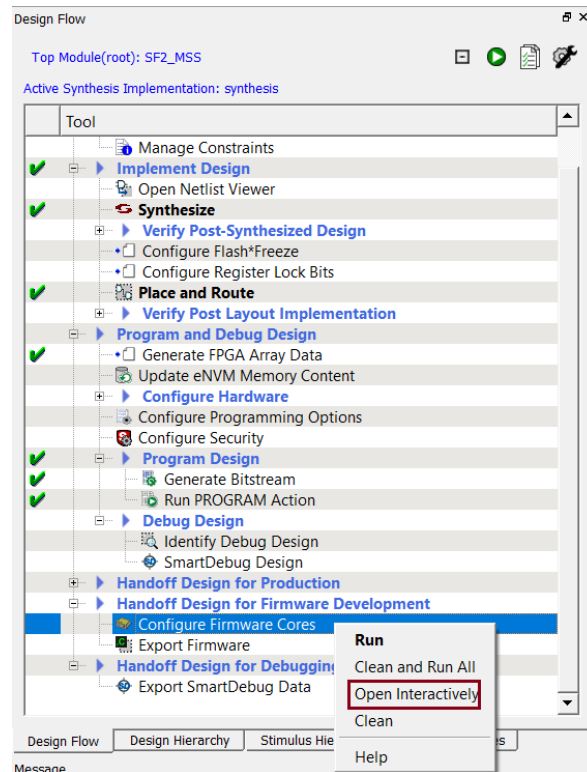 Design Flow
Top Module(root): SF2_MSS
Active Synthesis Implementation: synthesis
Tool
Manage Constraints
Implement Design
Open Netlist Viewer
Synthesize
Verify Post-Synthesized Design
Configure Flash*Freeze
Configure Register Lock Bits
Place and Route
Verify Post Layout Implementation
Program and Debug Design
Generate FPGA Array Data
Update eNVM Memory Content
Configure Hardware
Configure Programming Options
Configure Security
Program Design
Generate Bitstream
Run PROGRAM Action
Debug Design
Identify Debug Design
SmartDebug Design
Handoff Design for Production
Handoff Design for Firmware Development
Configure Firmware Cores
Export Firmware
Handoff Design for Debugging
Export SmartDebug Data
Run
Clean and Run All
Open Interactively
Clean
Help
Design Flow Design Hierarchy Stimulus Hie es
Message